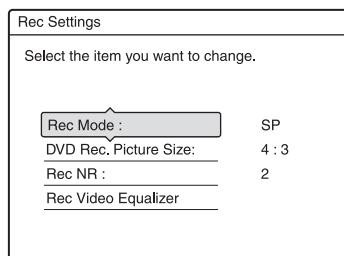 Rec Settings
Select the item you want to change.
Rec Mode : SP
DVD Rec. Picture Size: 4 : 3
Rec NR : 2
Rec Video Equalizer